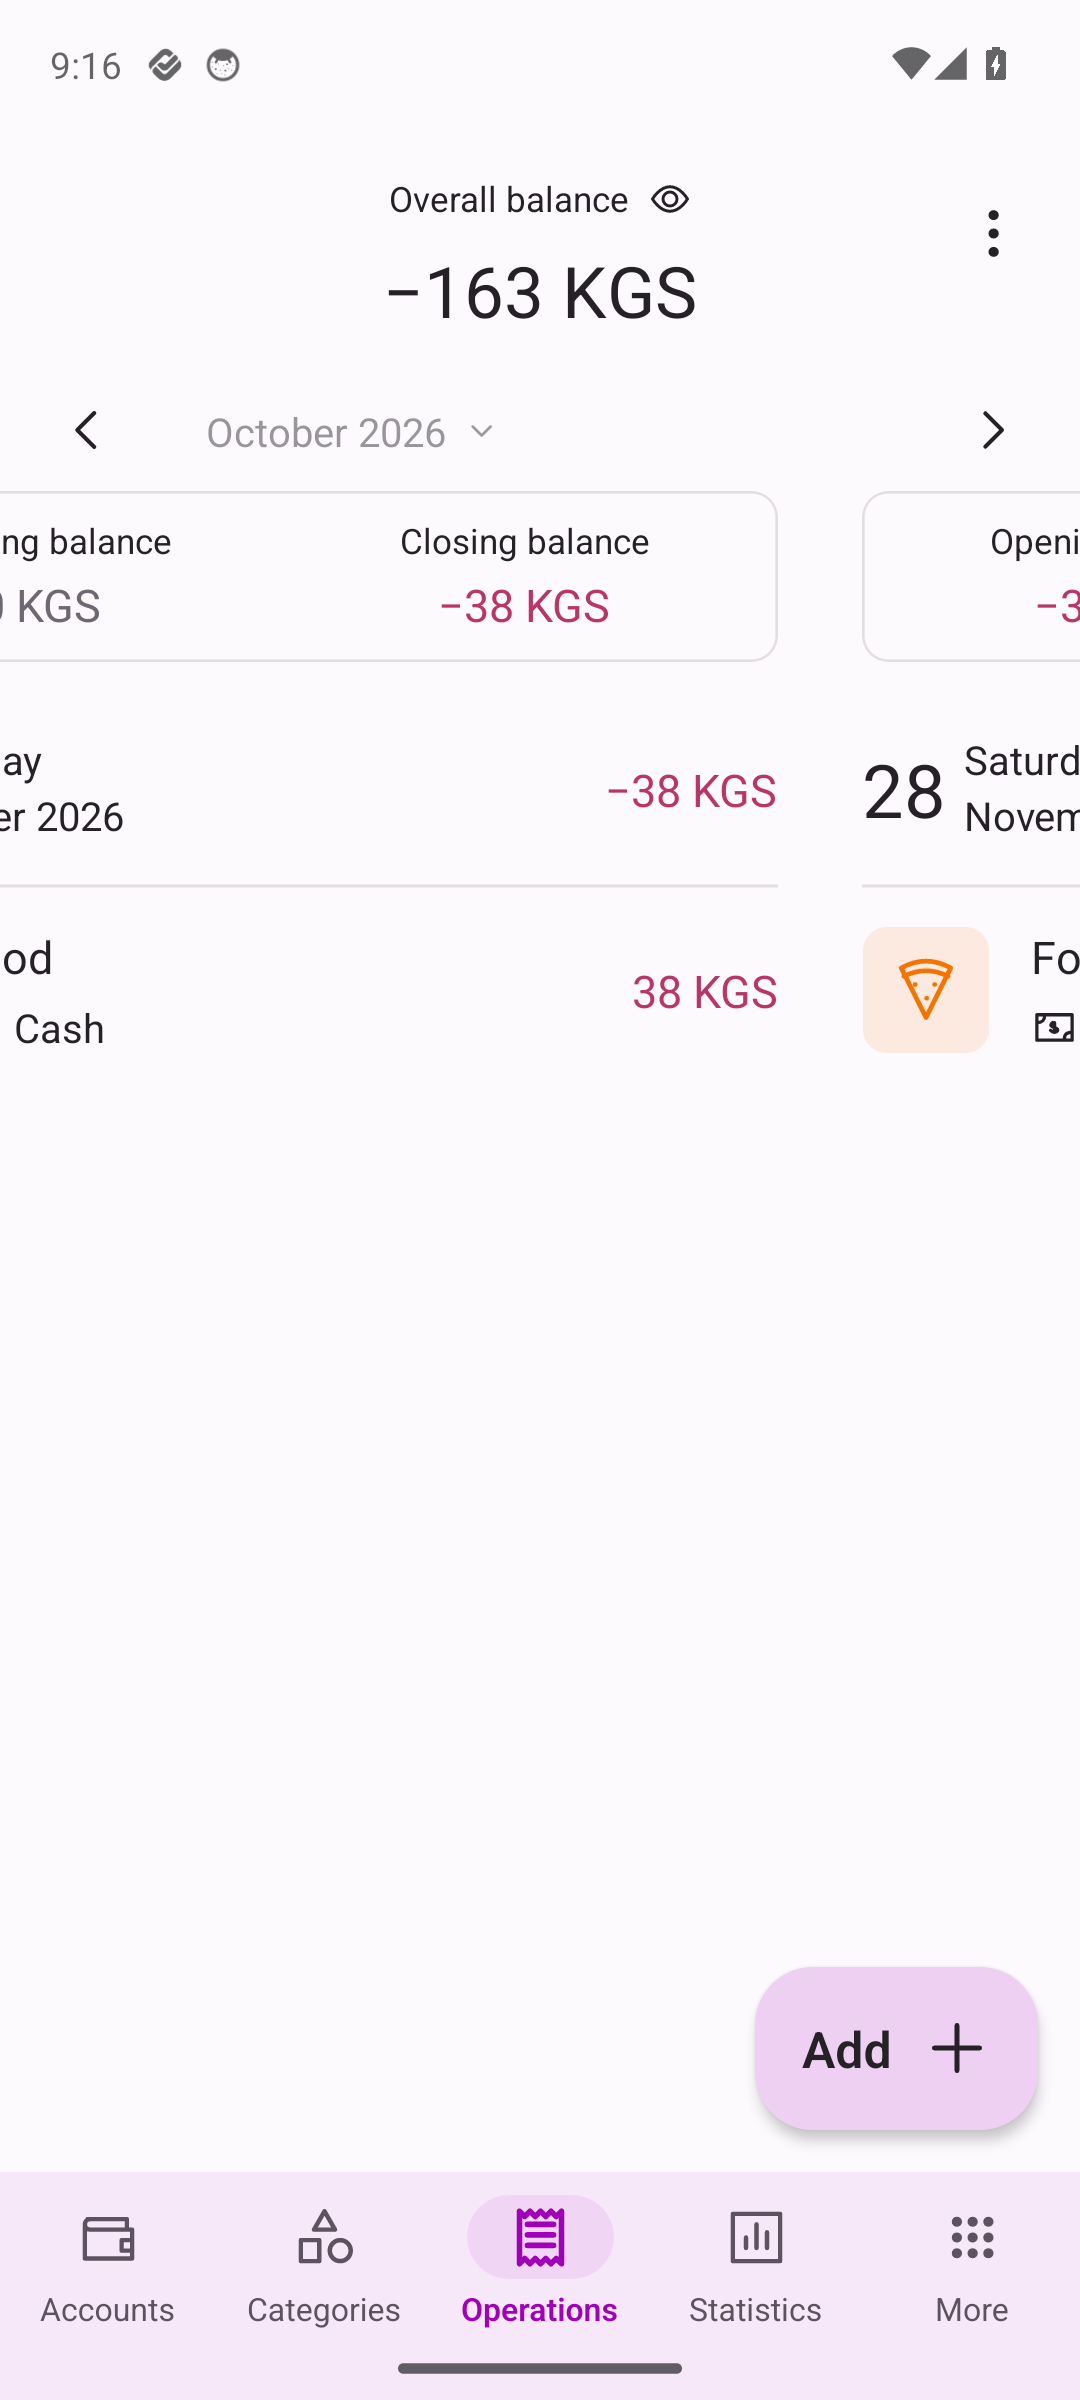 9:16
Overall balance
−163 KGS
October 2026
ng balance
Closing balance
Openi
KGS
−38 KGS
−3
ay
er 2026
−38 KGS
28
Saturd
Novem
od
Cash
38 KGS
Fo
Add
Accounts
Categories
Operations
Statistics
More